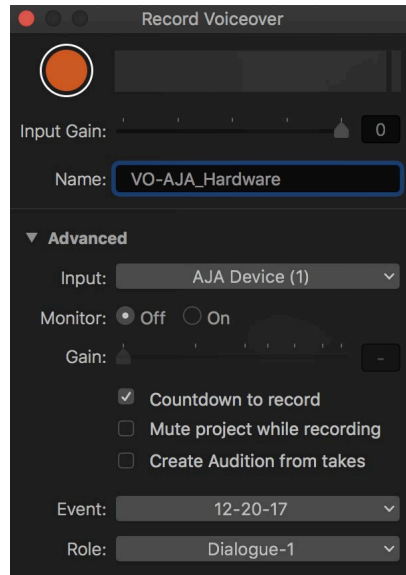 Record Voiceover
Input Gain: 0
Name: VO-AJA_Hardware
Advanced
Input: AJA Device (1)
Monitor: Off On
Gain: -
Countdown to record
Mute project while recording
Create Audition from takes
Event: 12-20-17
Role: Dialogue-1